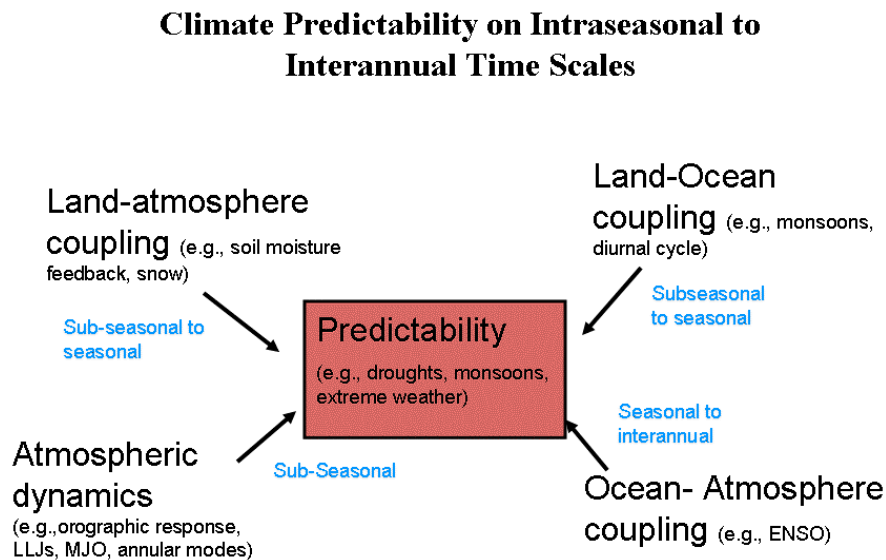 Climate Predictability on Intraseasonal to
Interannual Time Scales
Land-atmosphere
coupling (e.g., soil moisture
feedback, snow)
Land-Ocean
coupling (e.g., monsoons,
diurnal cycle)
Sub-seasonal to
seasonal
Subseasonal
to seasonal
Predictability
(e.g., droughts, monsoons,
extreme weather)
Atmospheric
dynamics
(e.g.,orographic response,
LLJs, MJO, annular modes)
Sub-Seasonal
Seasonal to
interannual
Ocean- Atmosphere
coupling (e.g., ENSO)